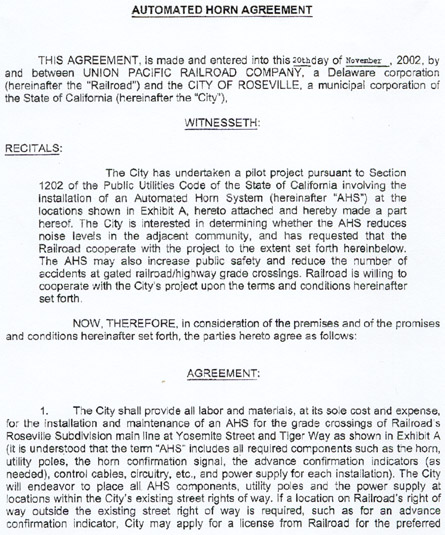 AUTOMATED HORN AGREEMENT
THIS AGREEMENT, is made and entered into this 20th day of November , 2002, by
and between UNION PACIFIC RAILROAD COMPANY, a Delaware corporation
(hereinafter the "Railroad") and the CITY OF ROSEVILLE, a municipal corporation of
the State of California (hereinafter the "City"),
WITNESSETH:
RECITALS:
The City has undertaken a pilot project pursuant to Section
1202 of the Public Utilities Code of the State of California involving the
installation of an Automated Horn System (hereinafter "AHS") at the
locations shown in Exhibit A, hereto attached and hereby made a part
hereof. The City is interested in determining whether the AHS reduces
noise levels in the adjacent community, and has requested that the
Railroad cooperate with the project to the extent set forth hereinbelow.
The AHS may also increase public safety and reduce the number of
accidents at gated railroad/highway grade crossings. Railroad is willing to
cooperate with the City's project upon the terms and conditions hereinafter
set forth.
NOW, THEREFORE, in consideration of the premises and of the promises
and conditions hereinafter set forth, the parties hereto agree as follows:
AGREEMENT:
1. The City shall provide all labor and materials, at its sole cost and expense,
for the installation and maintenance of an AHS for the grade crossings of Railroad's
Roseville Subdivision main line at Yosemite Street and Tiger Way as shown in Exhibit A
(it is understood that the term "AHS" includes all required components such as the horn,
utility poles, the horn confirmation signal, the advance confirmation indicators (as
needed), control cables, circuitry, etc., and power supply for each installation). The City
will endeavor to place all AHS components, utility poles and the power supply at
locations within the City's existing street rights of way. If a location on Railroad's right of
way outside the existing street right of way is required, such as for an advance
confirmation indicator, City may apply for a license from Railroad for the preferred